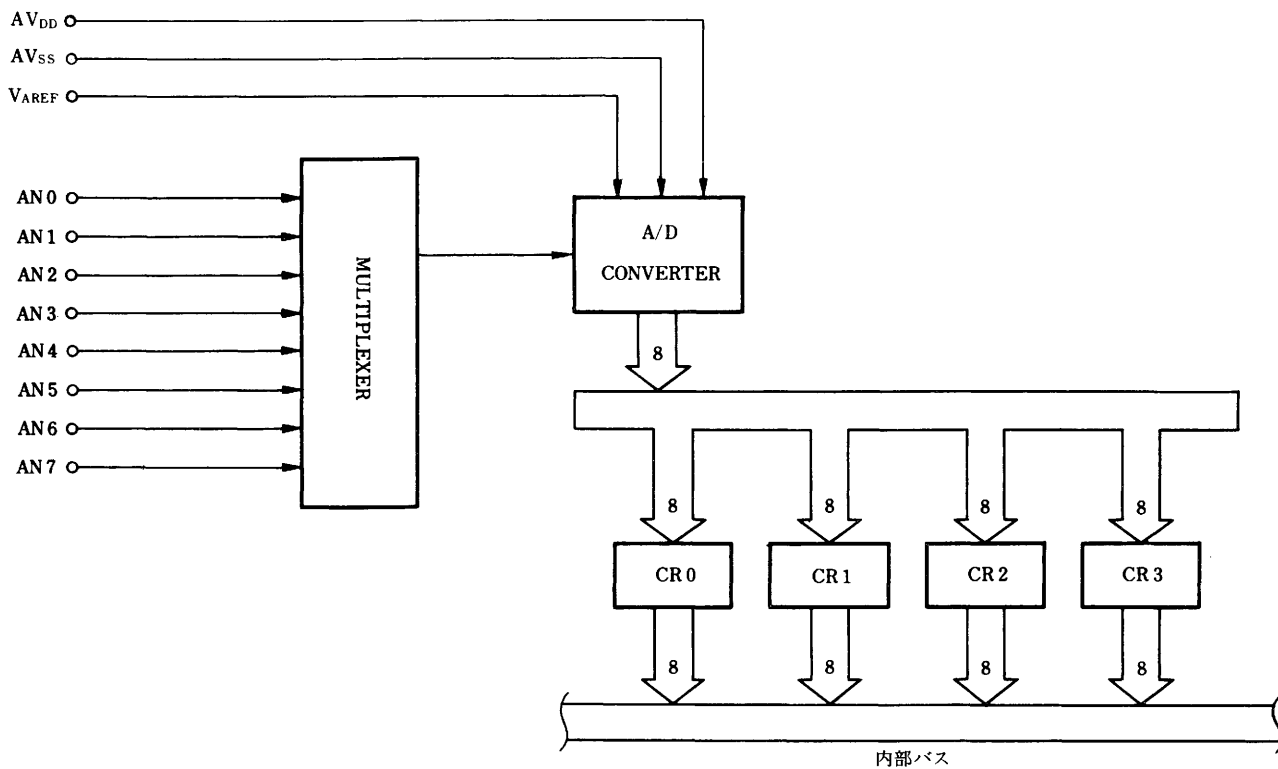 AVDD
AVSS
VAREF
AN0
AN1
AN2
AN3
AN4
AN5
AN6
AN7
MULTIPLEXER
A/D
CONVERTER
8
8
8
8
8
CR0
CR1
CR2
CR3
8
8
8
8
内部バス